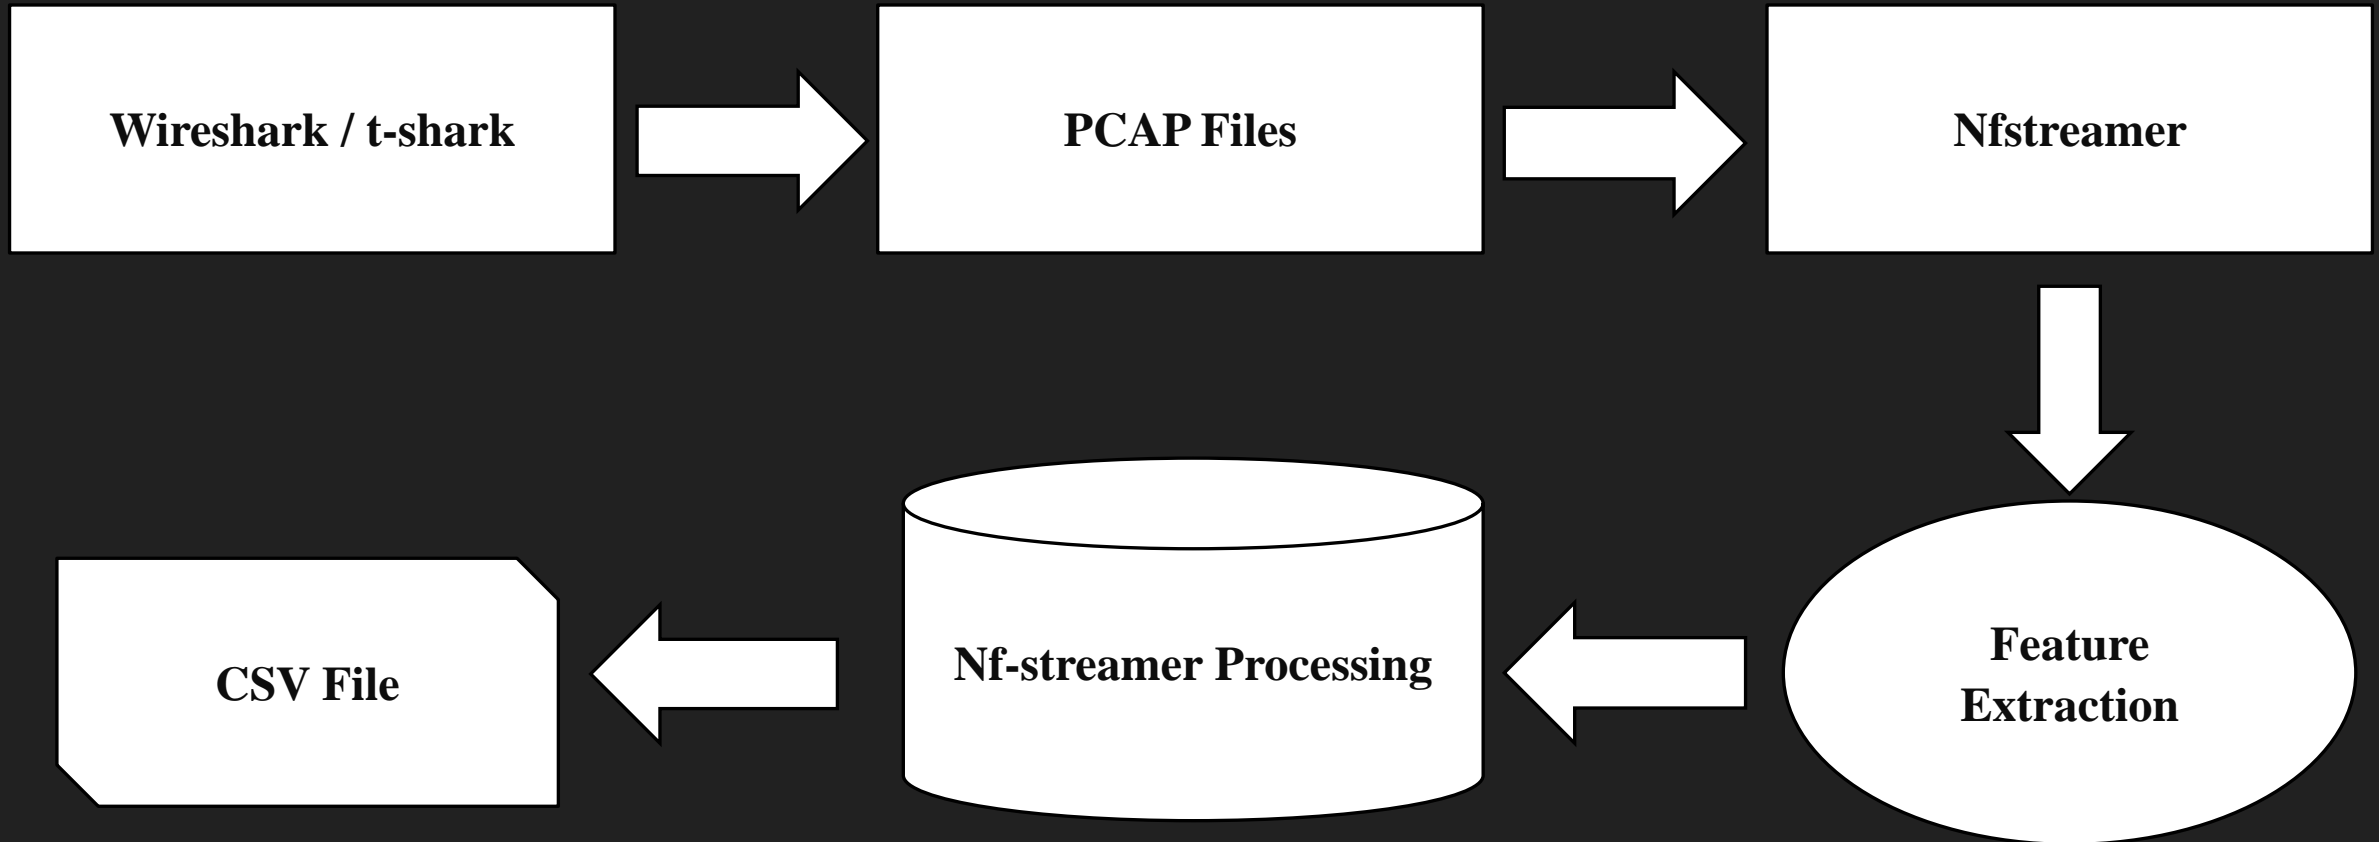 Wireshark / t-shark
PCAP Files
Nfstreamer
Feature
Extraction
Nf-streamer Processing
CSV File